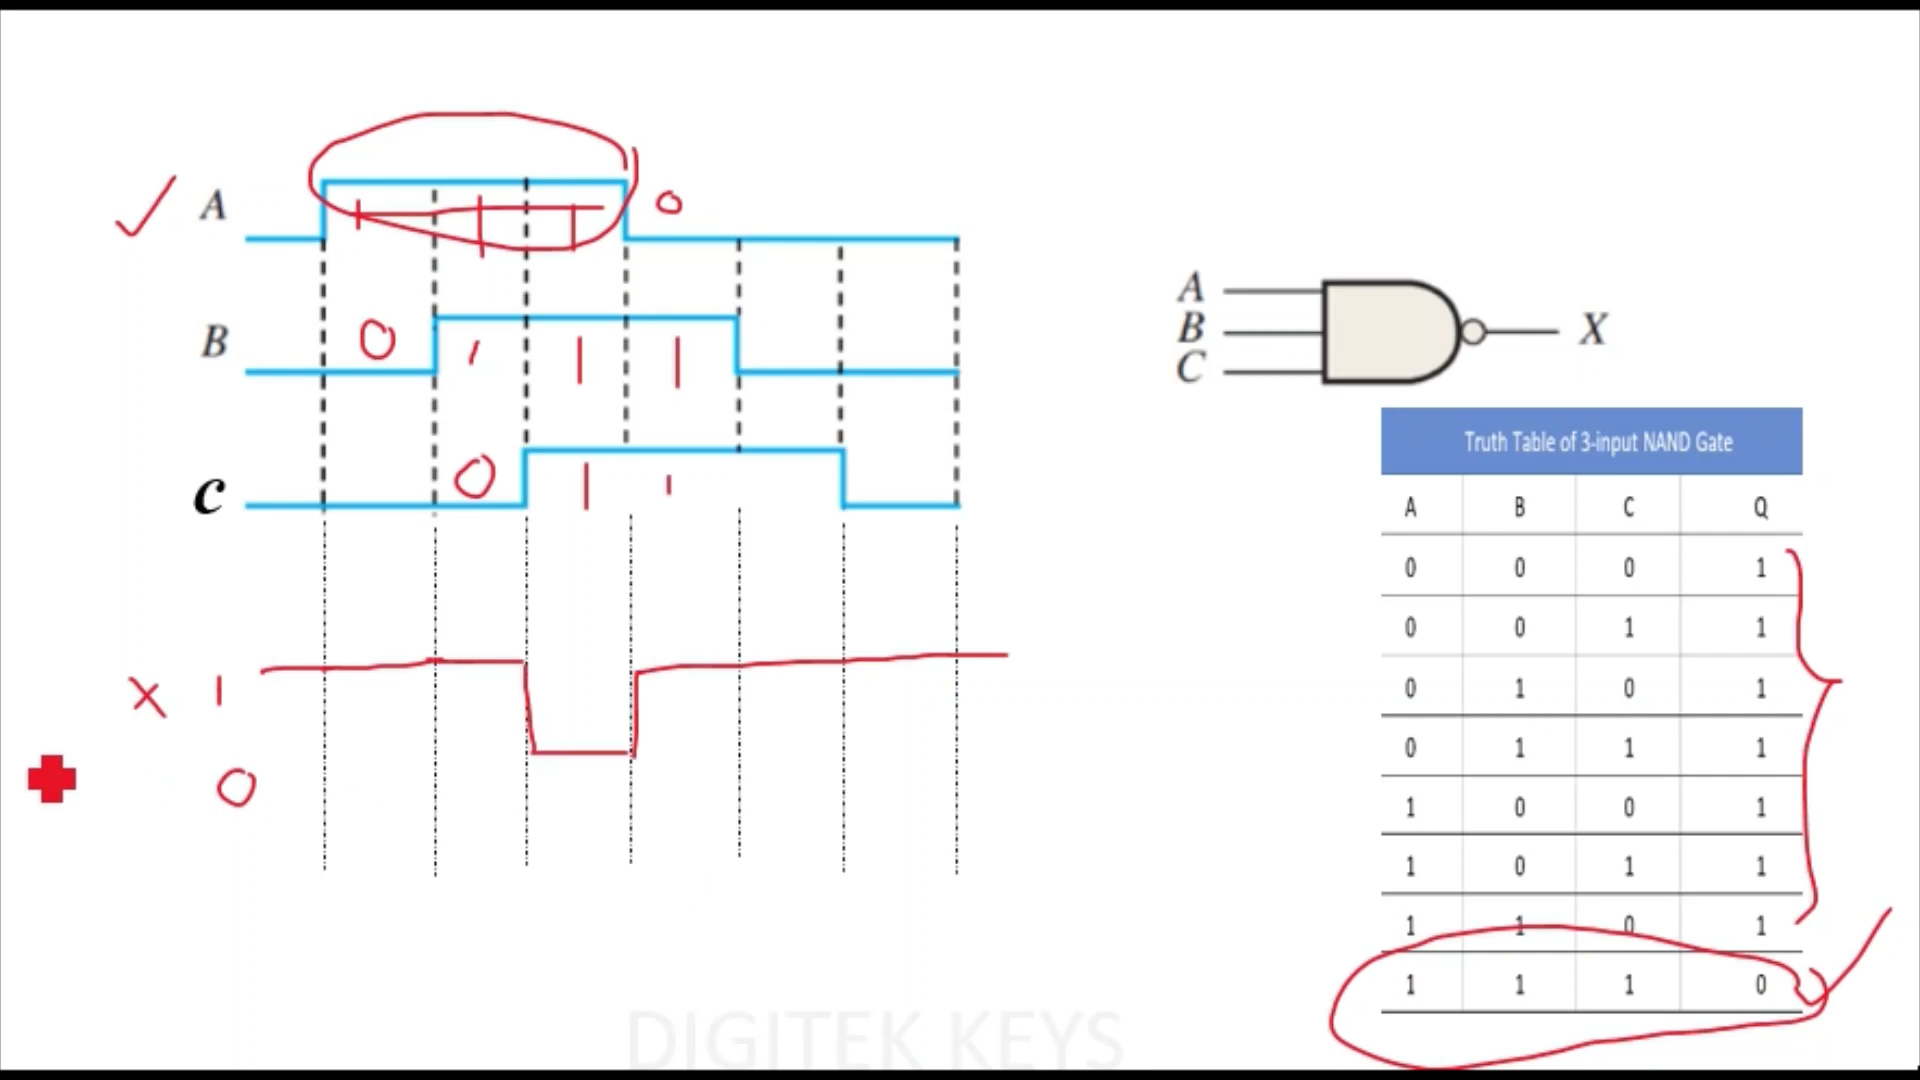 A 0
B 0 1 1 1
C 0 1 1
X 1
0
A
B
C
X
Truth Table of 3-input NAND Gate
A B C Q
0 0 0 1
0 0 1 1
0 1 0 1
0 1 1 1
1 0 0 1
1 0 1 1
1 1 0 1
1 1 1 0
DIGITEK KEYS